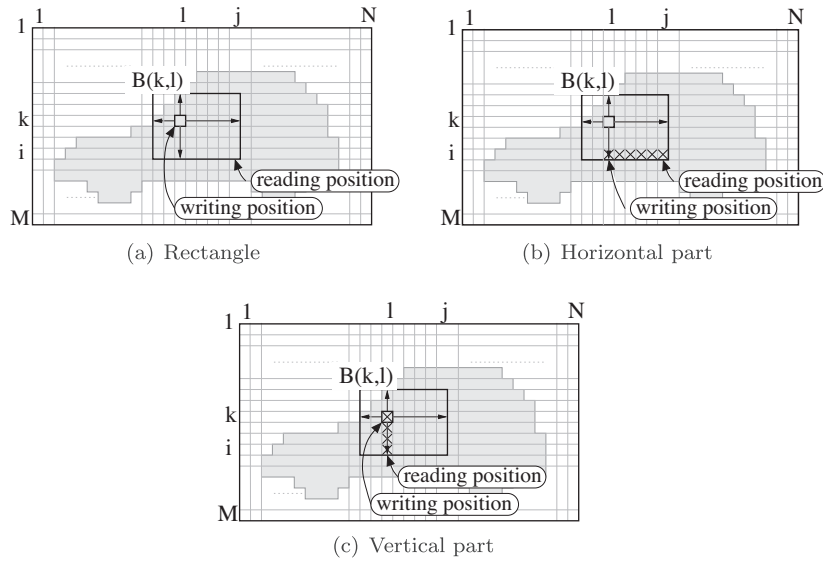 1 l j N
1
B(k,l)
k
i
reading position
writing position
M
(a) Rectangle
1 l j N
1
B(k,l)
k
i
reading position
writing position
M
(b) Horizontal part
1 l j N
1
B(k,l)
k
i
reading position
writing position
M
(c) Vertical part